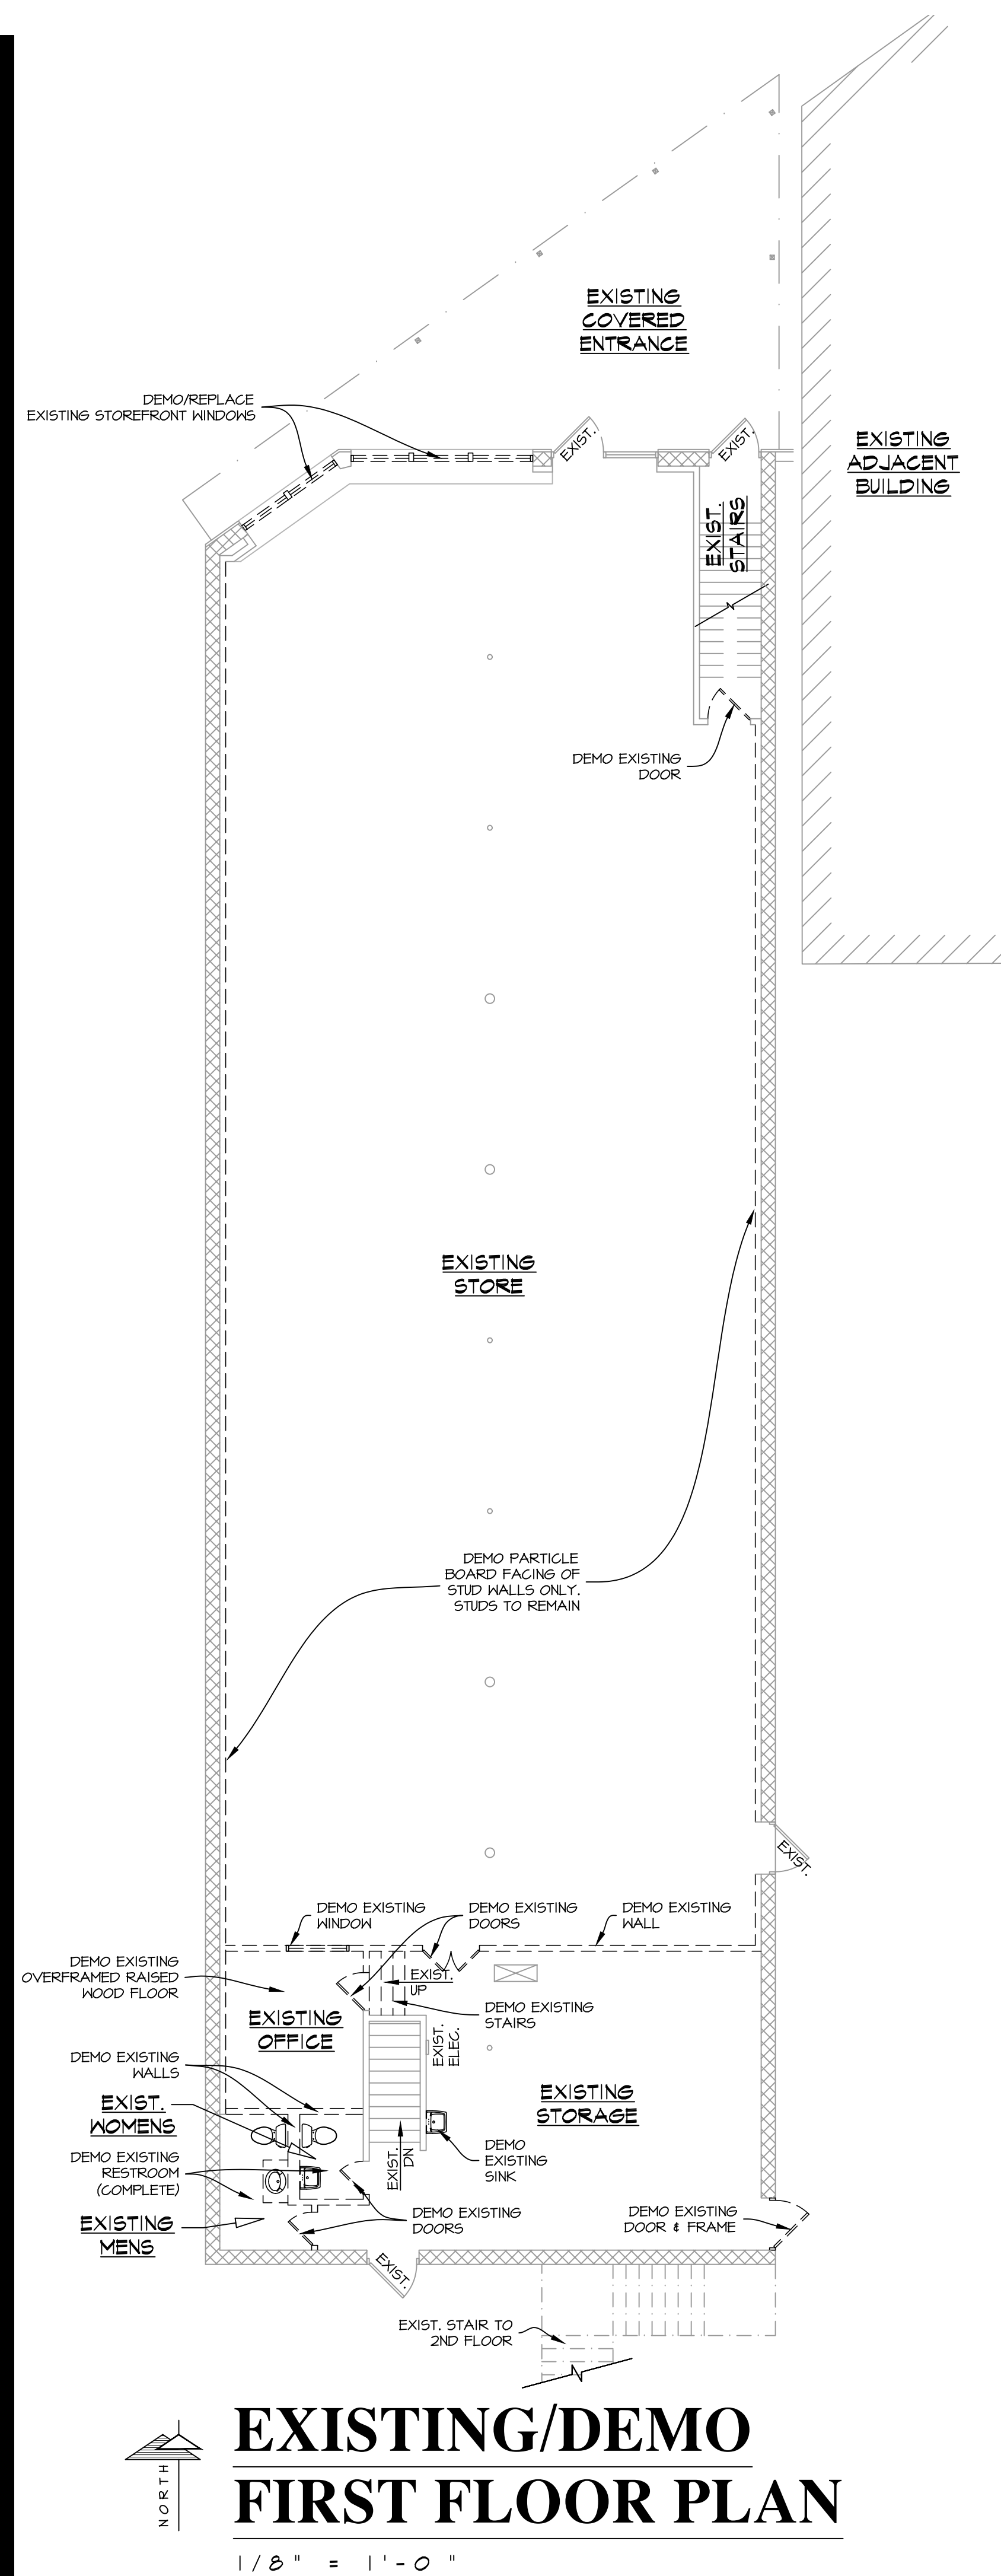 EXISTING
COVERED
ENTRANCE
DEMO/REPLACE
EXISTING STOREFRONT WINDOWS
EXIST.
EXIST.
EXISTING
ADJACENT
BUILDING
EXIST.
STAIRS
DEMO EXISTING
DOOR
EXISTING
STORE
DEMO PARTICLE
BOARD FACING OF
STUD WALLS ONLY.
STUDS TO REMAIN
EXIST.
DEMO EXISTING
WINDOW
DEMO EXISTING
DOORS
DEMO EXISTING
WALL
DEMO EXISTING
OVERFRAMED RAISED
WOOD FLOOR
EXIST.
UP
EXISTING
OFFICE
DEMO EXISTING
STAIRS
EXIST.
ELEC.
DEMO EXISTING
WALLS
EXISTING
STORAGE
EXIST.
WOMENS
DEMO
EXISTING
SINK
EXIST.
DN
DEMO EXISTING
RESTROOM
(COMPLETE)
DEMO EXISTING
DOORS
DEMO EXISTING
DOOR & FRAME
EXISTING
MENS
EXIST.
EXIST. STAIR TO
2ND FLOOR
NORTH
EXISTING/DEMO
FIRST FLOOR PLAN
1/8" = 1'-0"